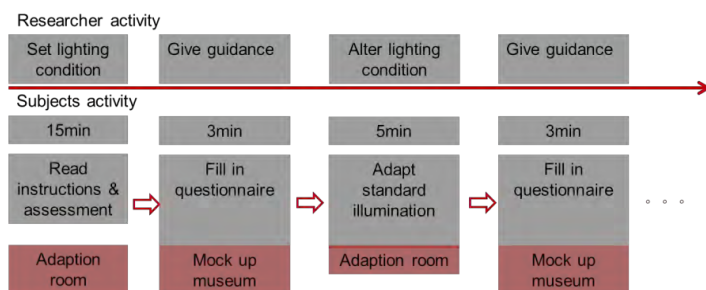 Researcher activity
Set lighting
condition
Give guidance
Alter lighting
condition
Give guidance
Subjects activity
15min
3min
5min
3min
Read
instructions &
assessment
Fill in
questionnaire
Adapt
standard
illumination
Fill in
questionnaire
Adaption
room
Mock up
museum
Adaption room
Mock up
museum